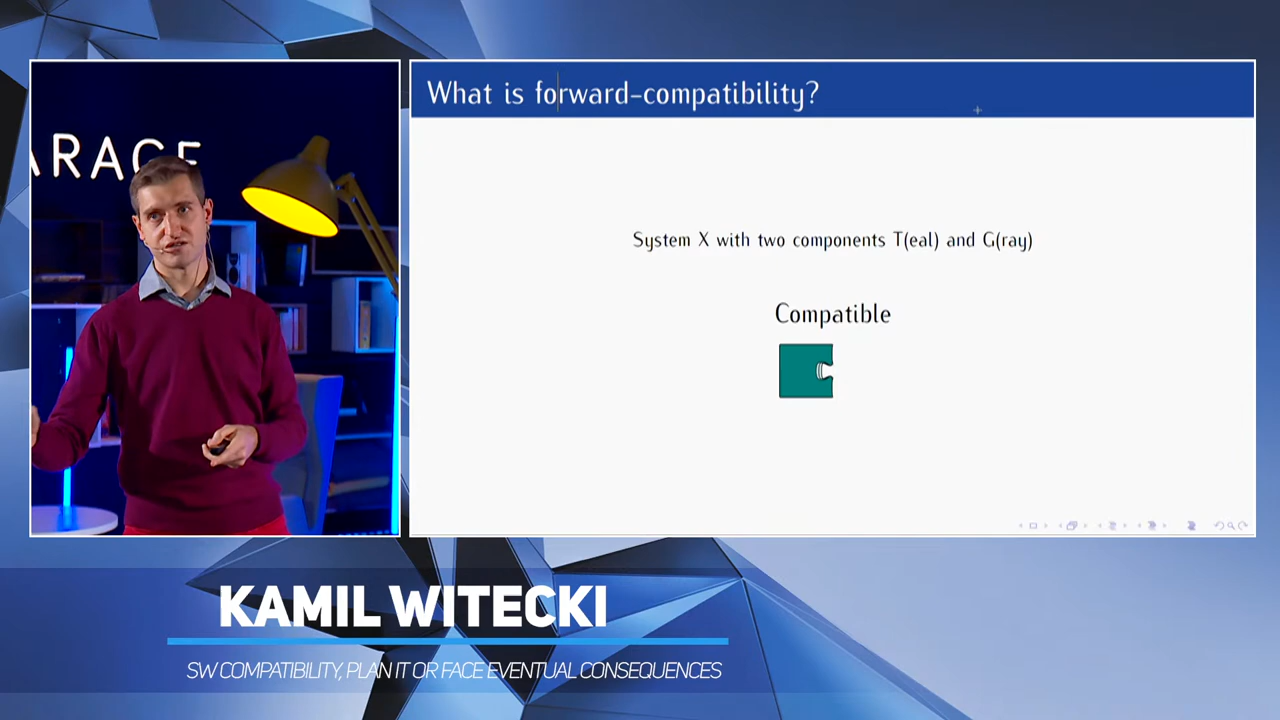 ARAGE
What is forward-compatibility?
System X with two components T(eal) and G(ray)
Compatible
KAMIL WITECKI
SW COMPATIBILITY, PLAN IT OR FACE EVENTUAL CONSEQUENCES